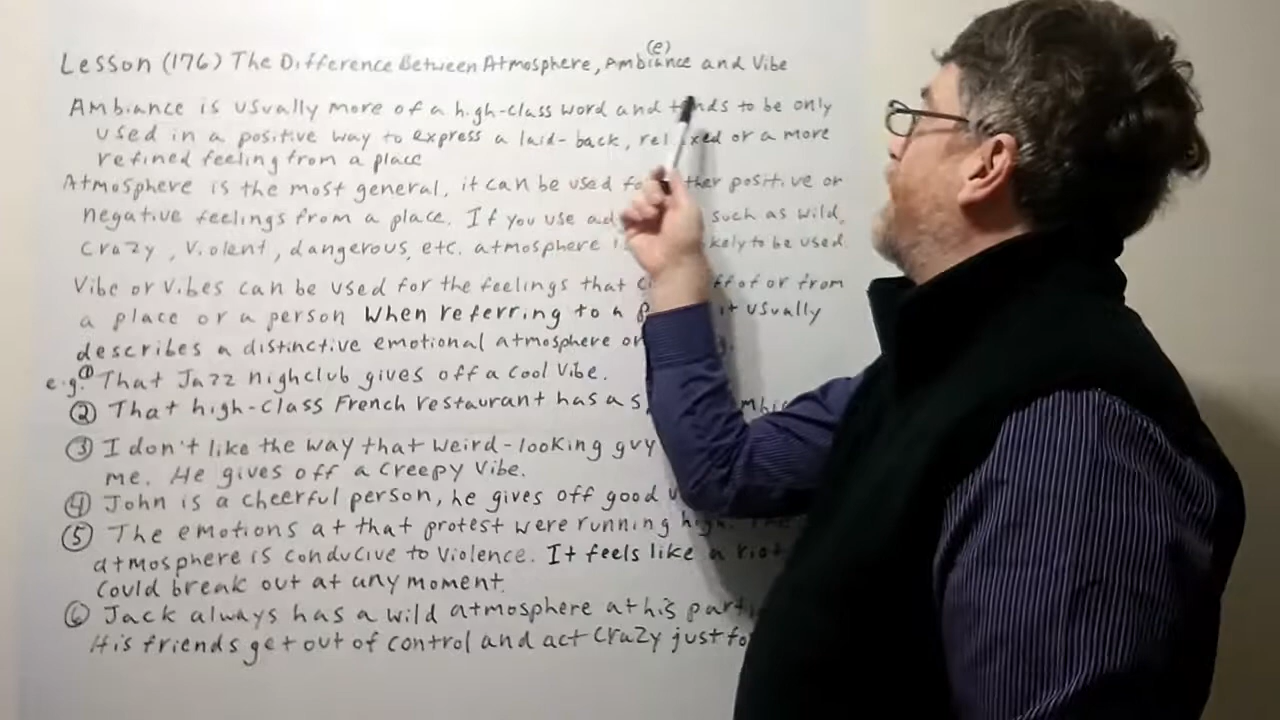 (e)
Lesson (176) The Difference Between Atmosphere, Ambiance and Vibe
Ambiance is usually more of a high-class word and tends to be only
used in a positive way to express a laid-back, relaxed or a more
refined feeling from a place
Atmosphere is the most general, it can be used positive or
negative feelings from a place. If you use such as wild,
crazy, violent, dangerous, etc. atmosphere to be used
Vibe or Vibes can be used for the feelings that of or from
a place or a person when referring to a it usually
describes a distinctive emotional atmosphere
e.g. ① That Jazz nighclub gives off a cool vibe.
② That high-class French restaurant has a
③ I don't like the way that weird-looking guy
me. He gives off a creepy vibe.
④ John is a cheerful person, he gives off good
⑤ The emotions at that protest were running high.
atmosphere is conducive to violence. It feels like a riot
could break out at any moment.
⑥ Jack always has a wild atmosphere at his
His friends get out of control and act crazy just